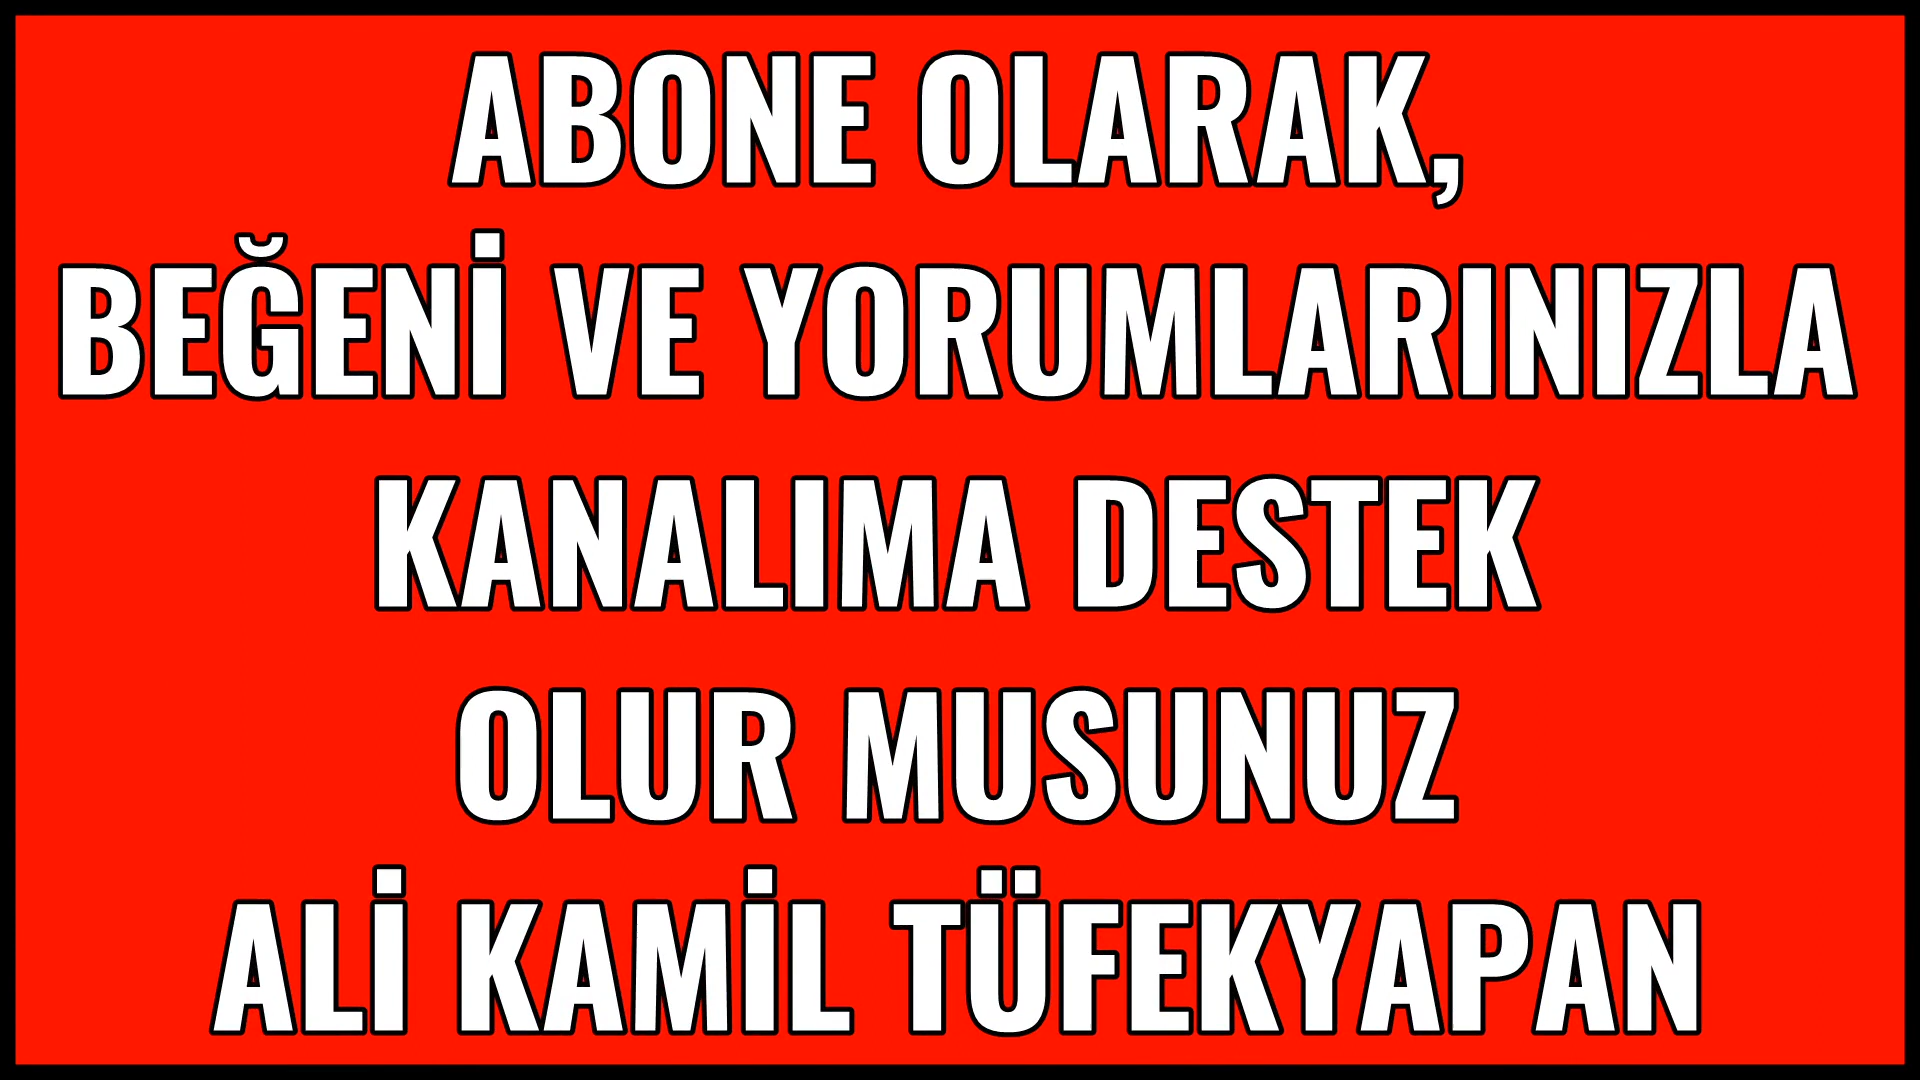 ABONE OLARAK,
BEĞENİ VE YORUMLARINIZLA
KANALIMA DESTEK
OLUR MUSUNUZ
ALİ KAMİL TÜFEKYAPAN